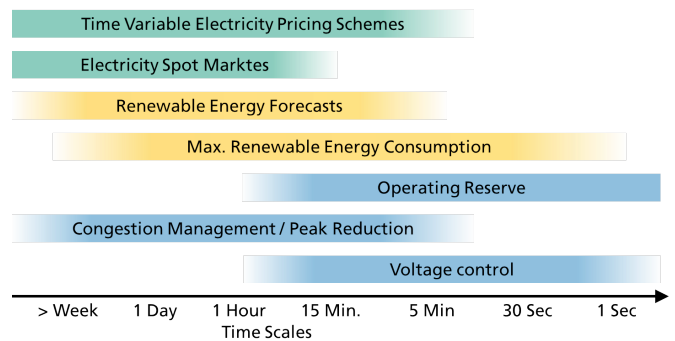 Time Variable Electricity Pricing Schemes
Electricity Spot Marktes
Renewable Energy Forecasts
Max. Renewable Energy Consumption
Operating Reserve
Congestion Management / Peak Reduction
Voltage control
> Week 1 Day 1 Hour 15 Min. 5 Min 30 Sec 1 Sec
Time Scales